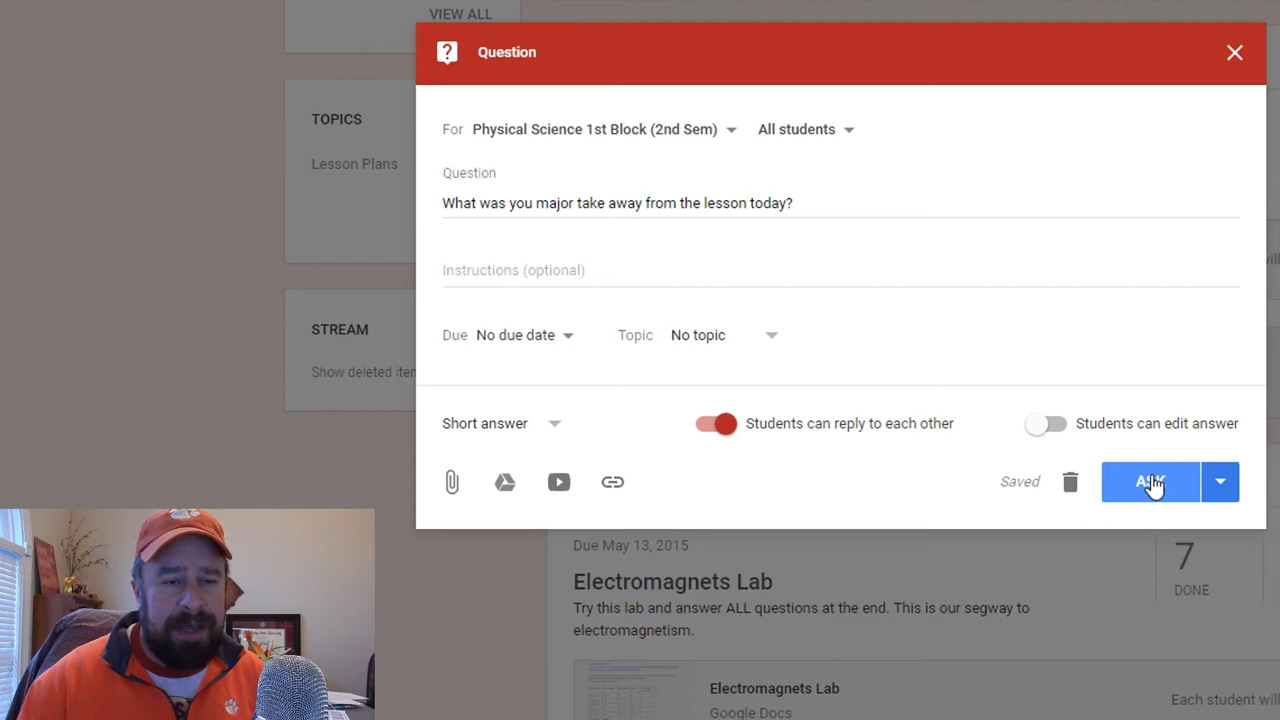 VIEW ALL
Question
TOPICS
For Physical Science 1st Block (2nd Sem) All students
Lesson Plans
Question
What was you major take away from the lesson today?
Instructions (optional)
STREAM
Due No due date Topic No topic
Show deleted
Short answer Students can reply to each other Students can edit answer
Saved
Due May 13, 2015
7
Electromagnets Lab
DONE
Try this lab and answer ALL questions at the end. This is our segway to
electromagnetism.
Electromagnets Lab
Each student will
Google Docs